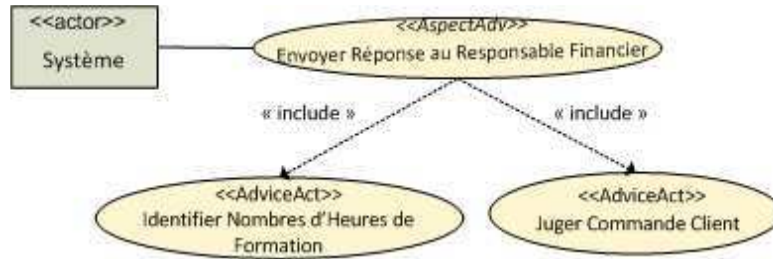 <<actor>>
Système
<<AspectAdv>>
Envoyer Réponse au Responsable Financier
« include »
« include »
<<AdviceAct>>
Identifier Nombres d'Heures de
Formation
<<AdviceAct>>
Juger Commande Client